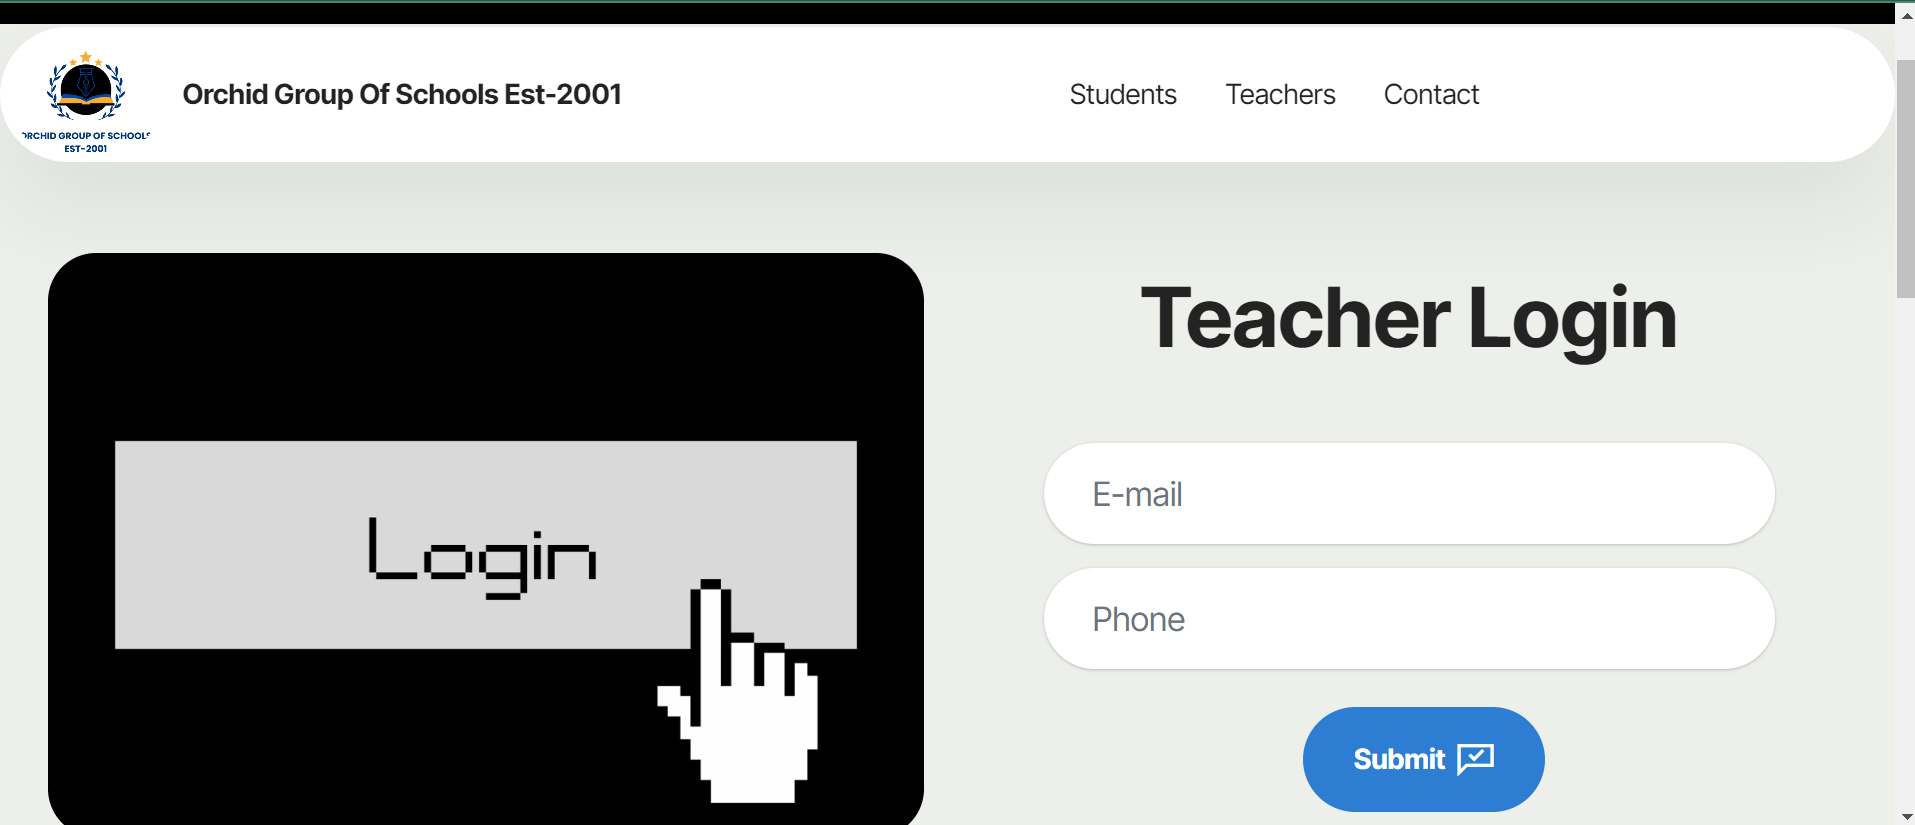 Orchid Group Of Schools Est-2001
Students Teachers Contact
ORCHID GROUP OF SCHOOLS
EST-2001
Teacher Login
Login
E-mail
Phone
Submit